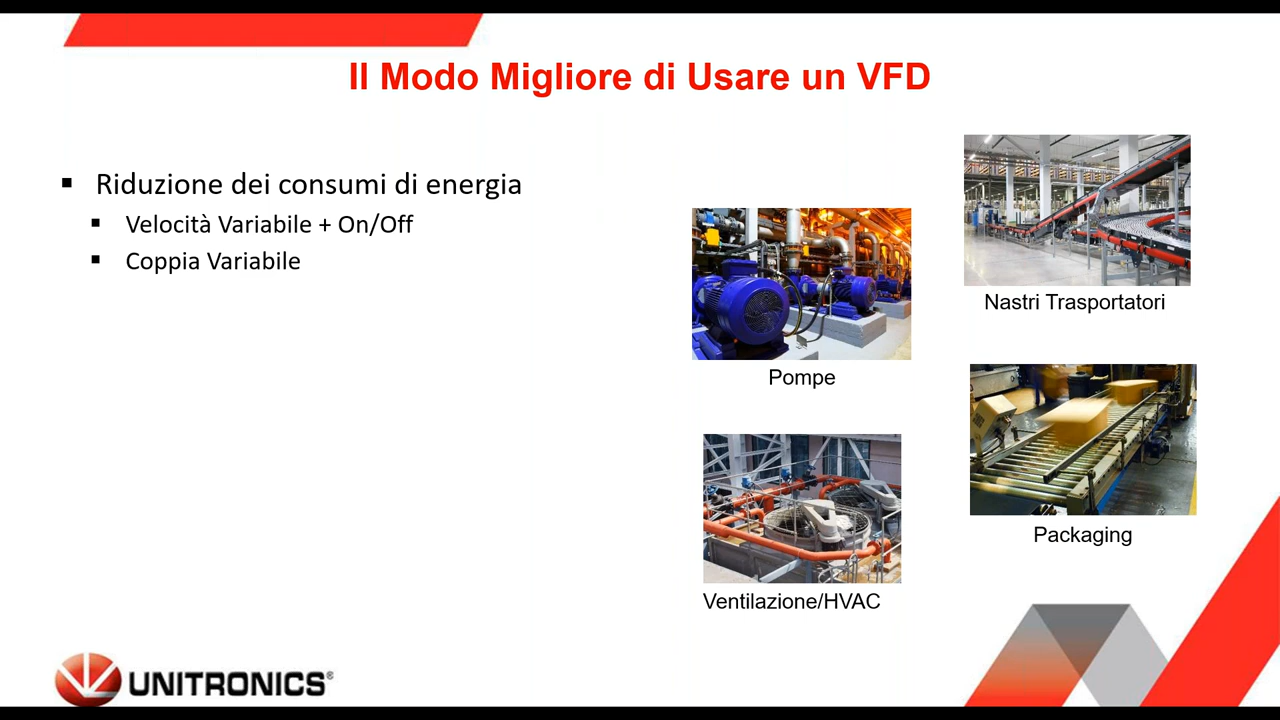 Il Modo Migliore di Usare un VFD
▪ Riduzione dei consumi di energia
▪ Velocità Variabile + On/Off
▪ Coppia Variabile
Nastri Trasportatori
Pompe
Packaging
Ventilazione/HVAC
UNITRONICS®